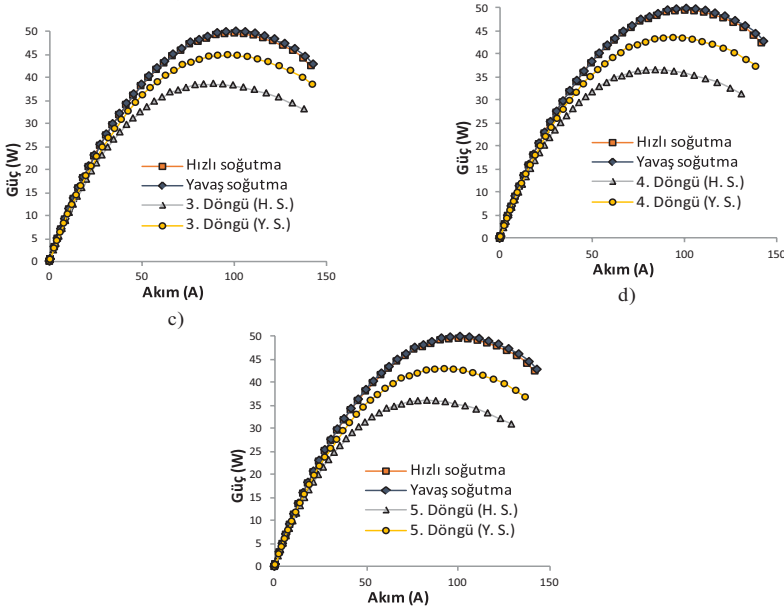 Güç (W)
50
45
40
35
30
25
20
15
10
5
0
0
50
100
150
Akım (A)
Hızlı soğutma
Yavaş soğutma
3. Döngü (H. S.)
3. Döngü (Y. S.)
c)
Güç (W)
50
45
40
35
30
25
20
15
10
5
0
0
50
100
150
Akım (A)
Hızlı soğutma
Yavaş soğutma
4. Döngü (H. S.)
4. Döngü (Y. S.)
d)
Güç (W)
50
45
40
35
30
25
20
15
10
5
0
0
50
100
150
Akım (A)
Hızlı soğutma
Yavaş soğutma
5. Döngü (H. S.)
5. Döngü (Y. S.)